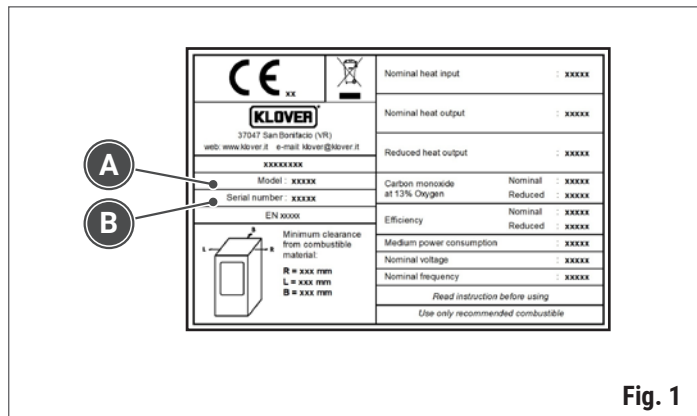 CE xx
KLOVER
37047 San Bonifacio (VR)
web: www.klover.it e-mail: klover@klover.it
xxxxxxxx
A
Model : xxxxx
B
Serial number : xxxxx
EN xxxxx
Minimum clearance
from combustible
material:
B
L
R
R = xxx mm
L = xxx mm
B = xxx mm
Nominal heat input : xxxxx
Nominal heat output : xxxxx
Reduced heat output : xxxxx
Carbon monoxide Nominal : xxxxx
at 13% Oxygen Reduced : xxxxx
Efficiency Nominal : xxxxx
Reduced : xxxxx
Medium power consumption : xxxxx
Nominal voltage : xxxxx
Nominal frequency : xxxxx
Read instruction before using
Use only recommended combustible
Fig. 1